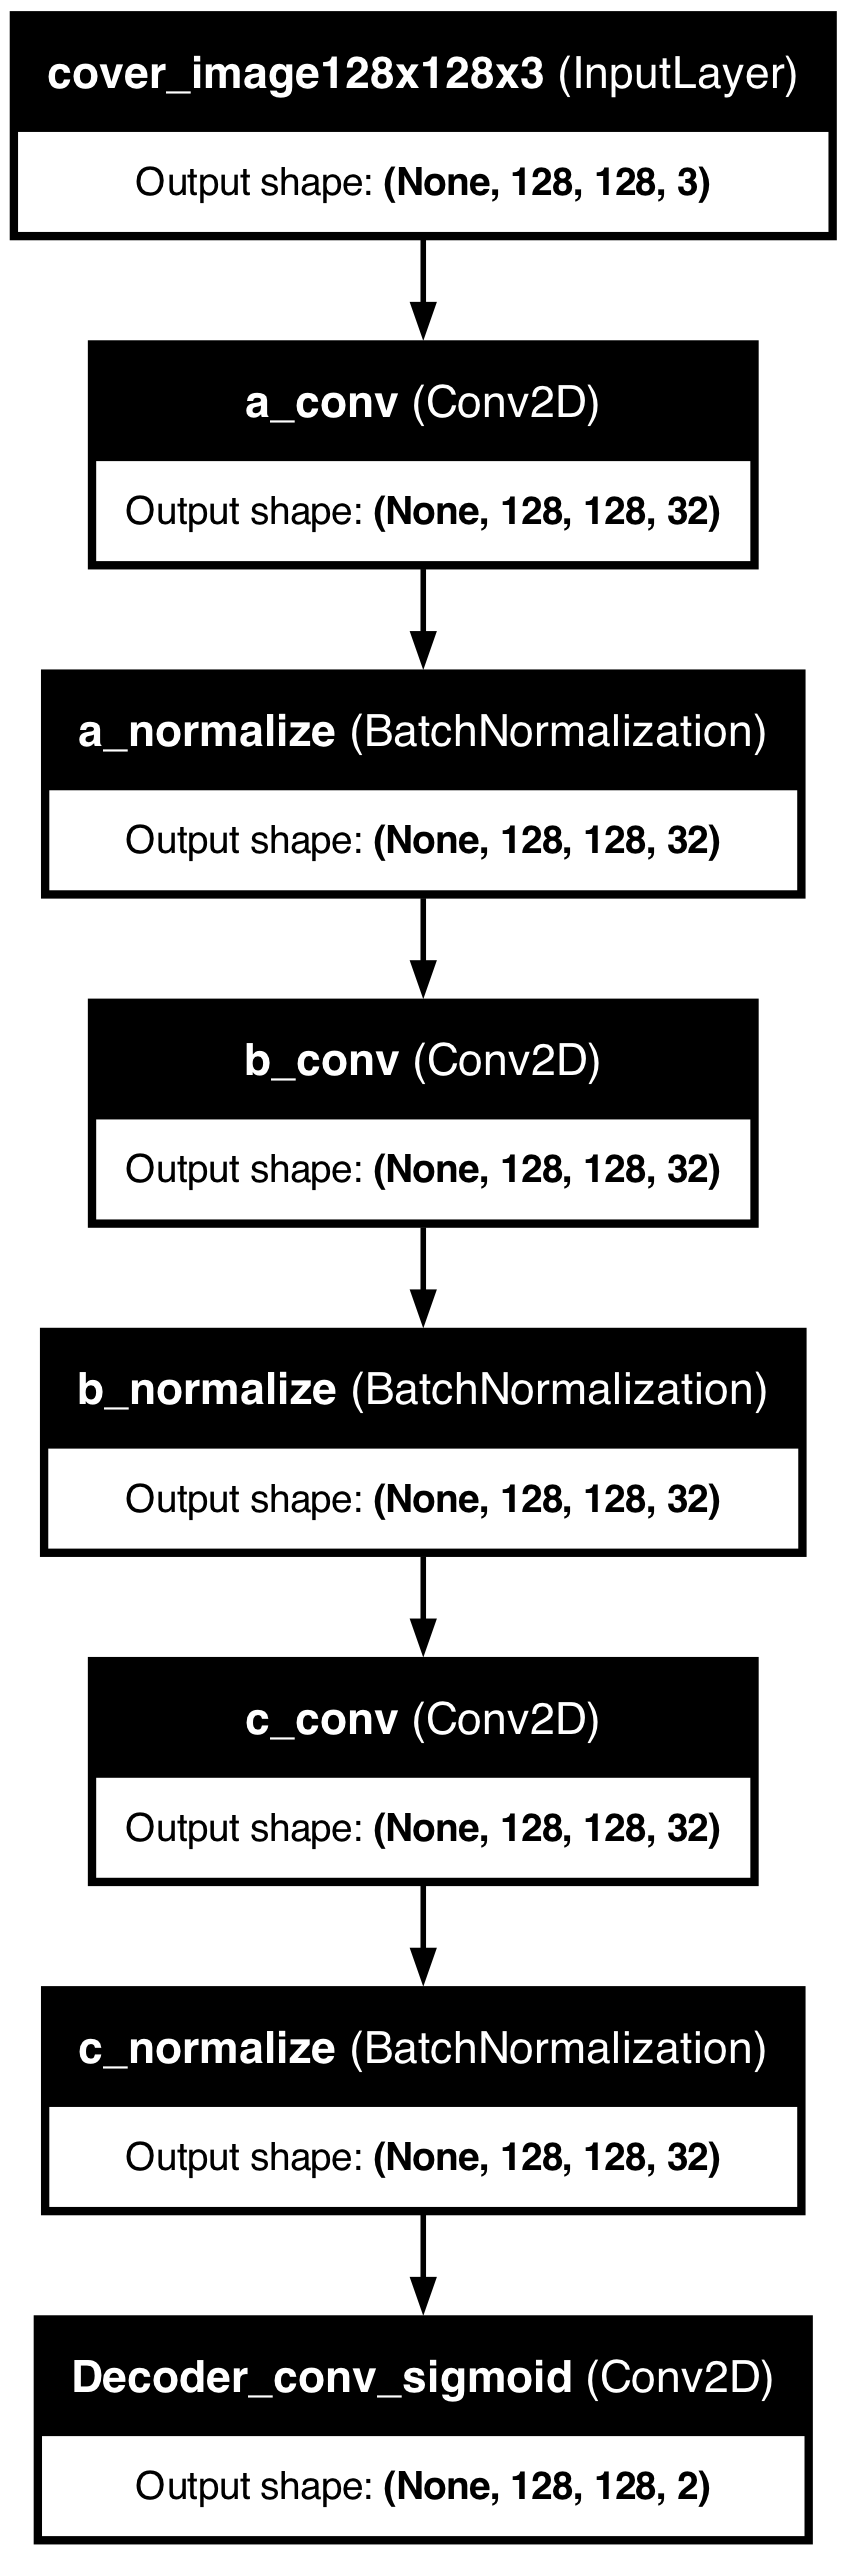 cover_image128x128x3 (InputLayer)
Output shape: (None, 128, 128, 3)
a_conv (Conv2D)
Output shape: (None, 128, 128, 32)
a_normalize (BatchNormalization)
Output shape: (None, 128, 128, 32)
b_conv (Conv2D)
Output shape: (None, 128, 128, 32)
b_normalize (BatchNormalization)
Output shape: (None, 128, 128, 32)
c_conv (Conv2D)
Output shape: (None, 128, 128, 32)
c_normalize (BatchNormalization)
Output shape: (None, 128, 128, 32)
Decoder_conv_sigmoid (Conv2D)
Output shape: (None, 128, 128, 2)